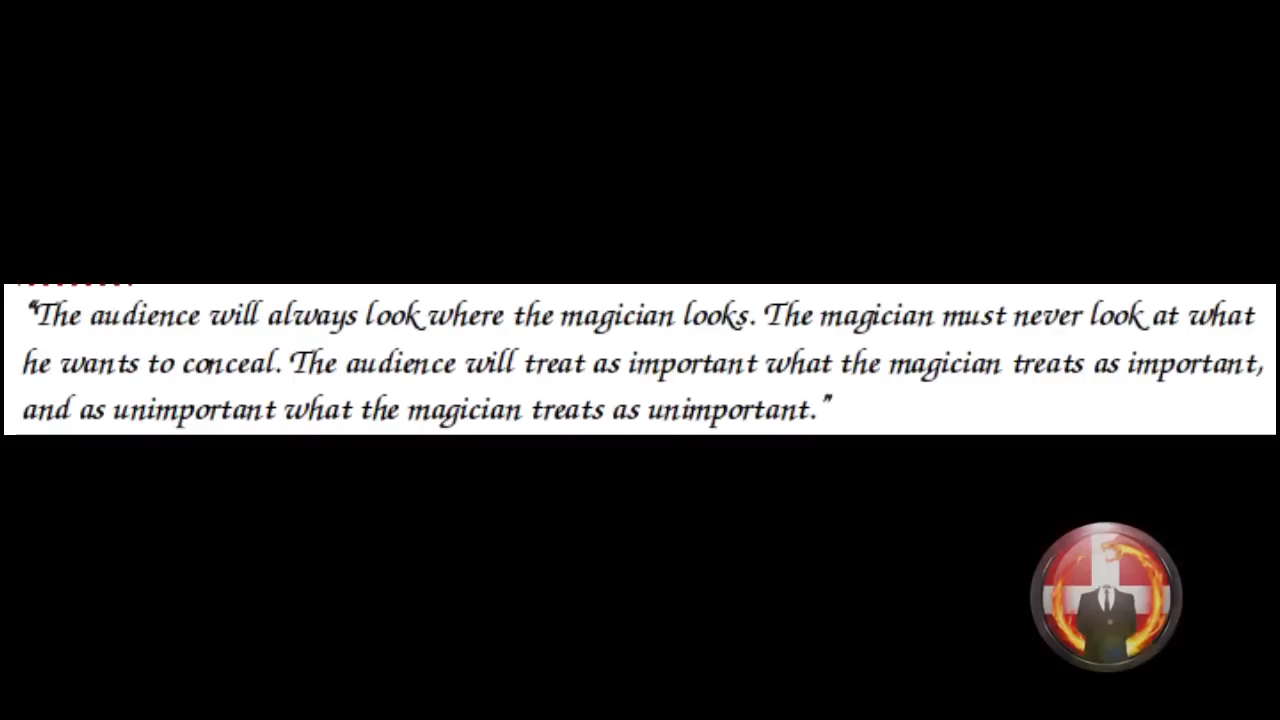 “The audience will always look where the magician looks. The magician must never look at what
he wants to conceal. The audience will treat as important what the magician treats as important,
and as unimportant what the magician treats as unimportant.”